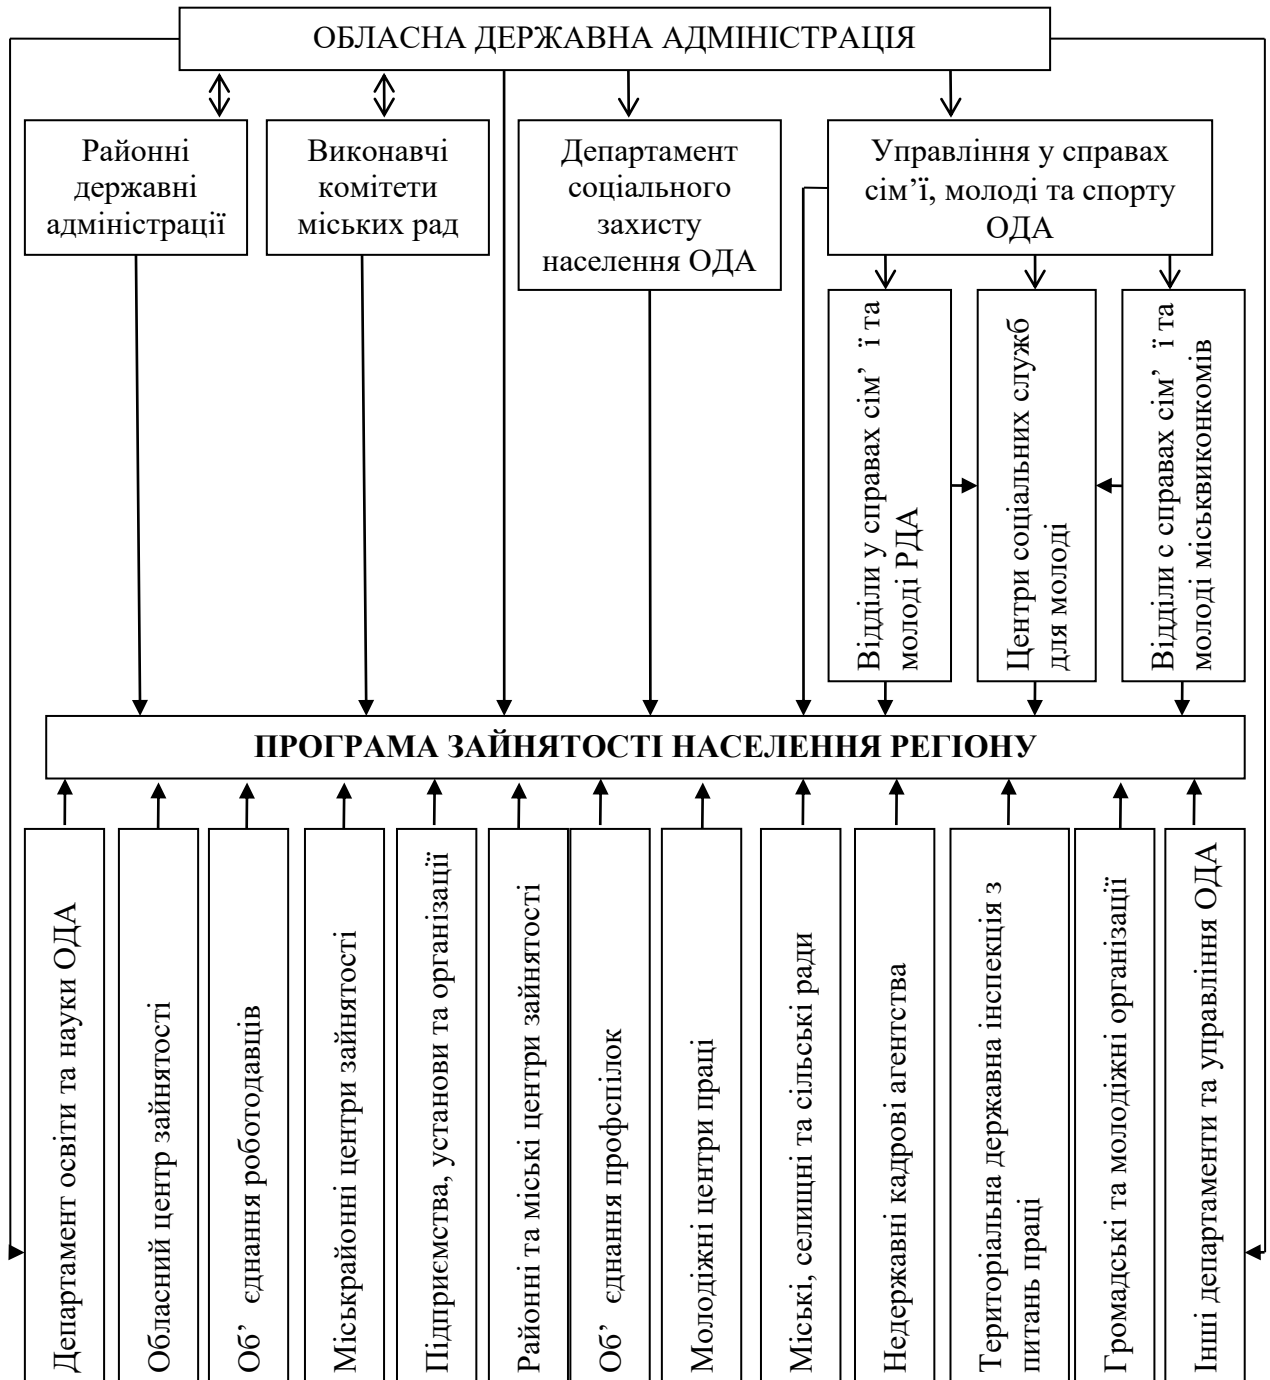 ОБЛАСНА ДЕРЖАВНА АДМІНІСТРАЦІЯ
Районні
державні
адміністрації
Виконавчі
комітети
міських рад
Департамент
соціального
захисту
населення ОДА
Управління у справах
сім’ї, молоді та спорту
ОДА
Відділи у справах сім’ ї та
молоді РДА
Центри соціальних служб
для молоді
Відділи с справах сім’ ї та
молоді міськвиконкомів
ПРОГРАМА ЗАЙНЯТОСТІ НАСЕЛЕННЯ РЕГІОНУ
Департамент освіти та науки ОДА
Обласний центр зайнятості
Об’ єднання роботодавців
Міськрайонні центри зайнятості
Підприємства, установи та організації
Районні та міські центри зайнятості
Об’ єднання профспілок
Молодіжні центри праці
Міські, селищні та сільські ради
Недержавні кадрові агентства
Територіальна державна інспекція з
питань праці
Громадські та молодіжні організації
Інші департаменти та управління ОДА